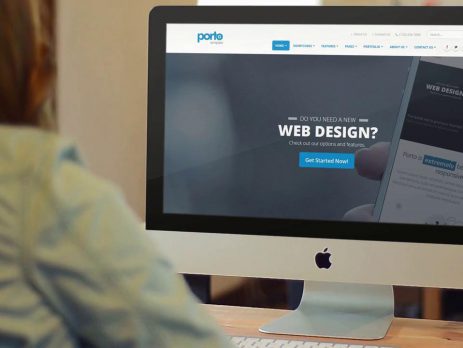 porto
HOME SHORTCODES FEATURES PAGES PORTFOLIO ABOUT US CONTACT US
DO YOU NEED A NEW
WEB DESIGN?
Check out our options and features.
Get Started Now!
WEB DESIGN
Porto is extremely
responsive